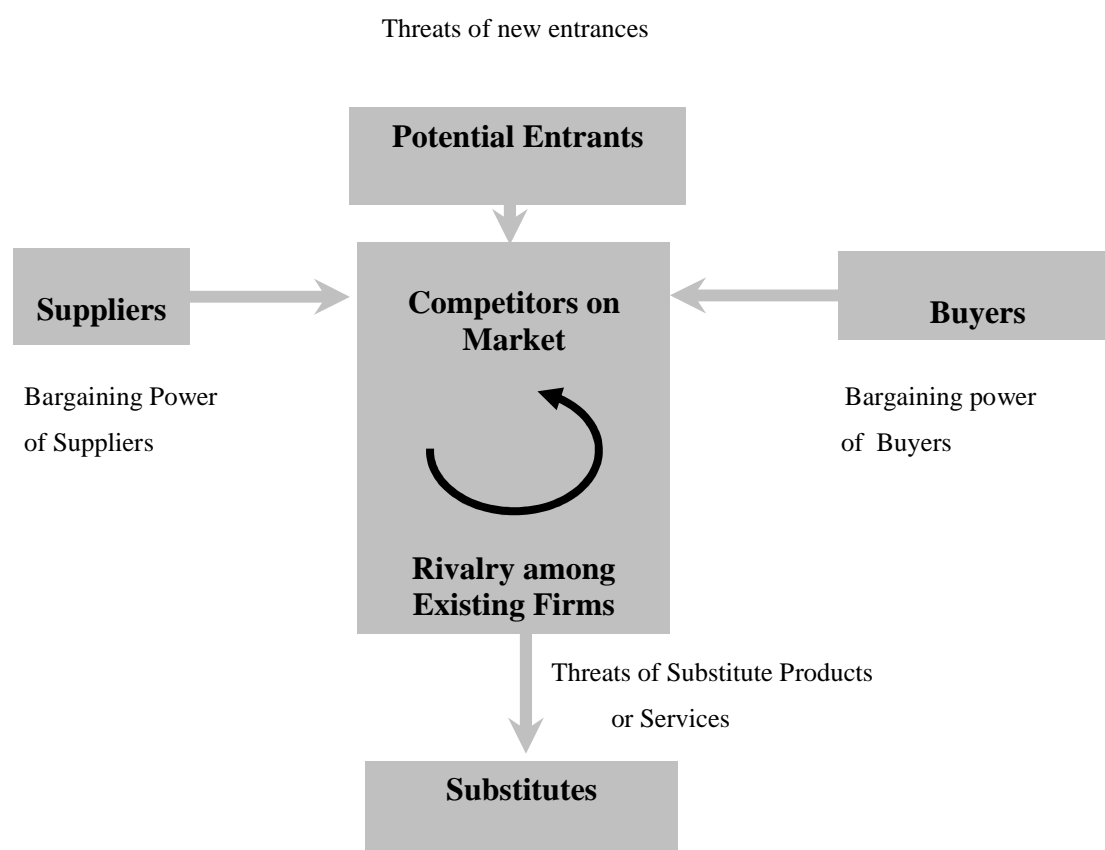 Threats of new entrances
Potential Entrants
Suppliers
Competitors on
Market
Buyers
Bargaining Power
of Suppliers
Bargaining power
of Buyers
Rivalry among
Existing Firms
Threats of Substitute Products
or Services
Substitutes